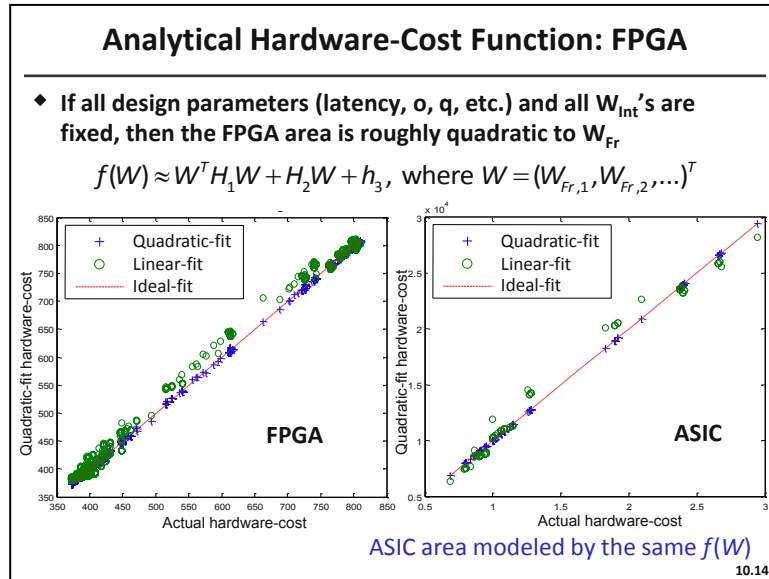 Analytical Hardware-Cost Function: FPGA
◆ If all design parameters (latency, o, q, etc.) and all W_Int's are
fixed, then the FPGA area is roughly quadratic to W_Fr
f(W) ≈ W^T H_1 W + H_2 W + h_3, where W = (W_Fr,1, W_Fr,2,...)^T
850
800
750
700
650
600
550
500
450
400
350
Quadratic-fit hardware-cost
Quadratic-fit
Linear-fit
Ideal-fit
FPGA
350 400 450 500 550 600 650 700 750 800 850
Actual hardware-cost
x 10^4
3
2.5
2
1.5
1
0.5
Quadratic-fit hardware-cost
Quadratic-fit
Linear-fit
Ideal-fit
ASIC
0.5 1 1.5 2 2.5 3
Actual hardware-cost
ASIC area modeled by the same f(W)
10.14